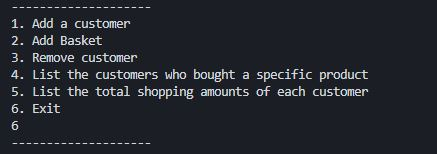 --------------------
1. Add a customer
2. Add Basket
3. Remove customer
4. List the customers who bought a specific product
5. List the total shopping amounts of each customer
6. Exit
6
--------------------